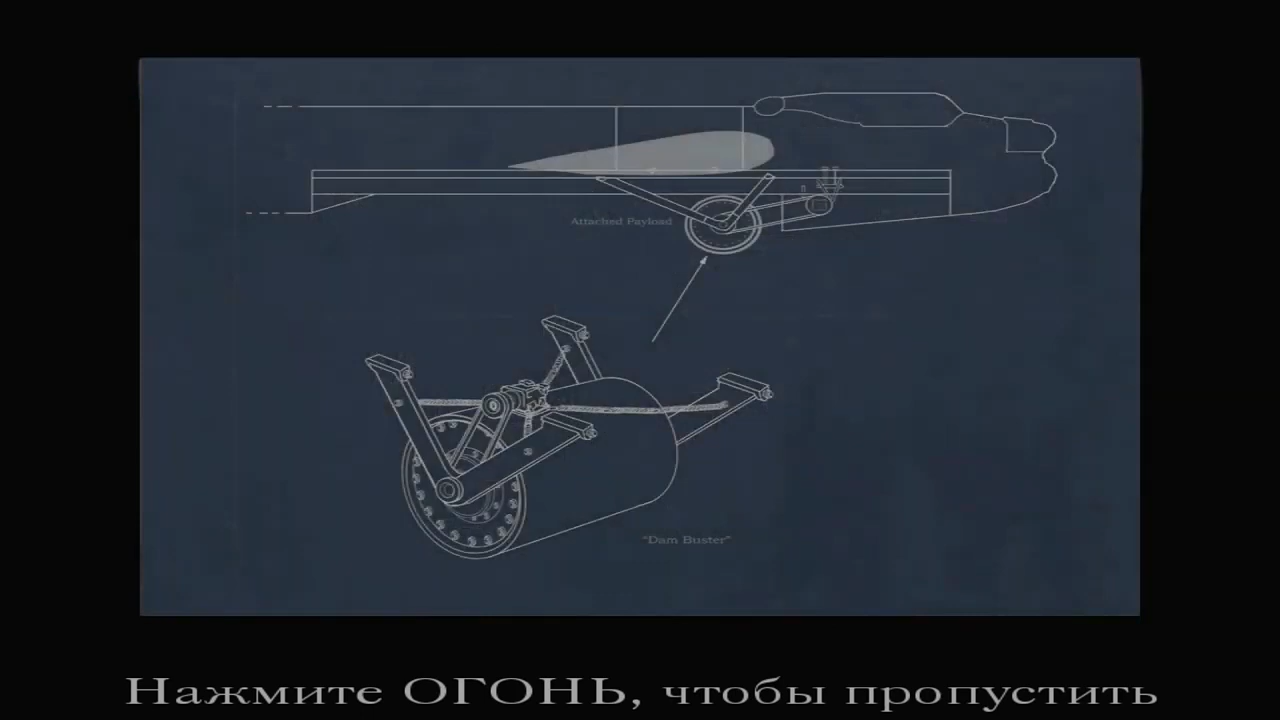 Attached Payload
"Dam Buster"
Нажмите ОГОНЬ, чтобы пропустить